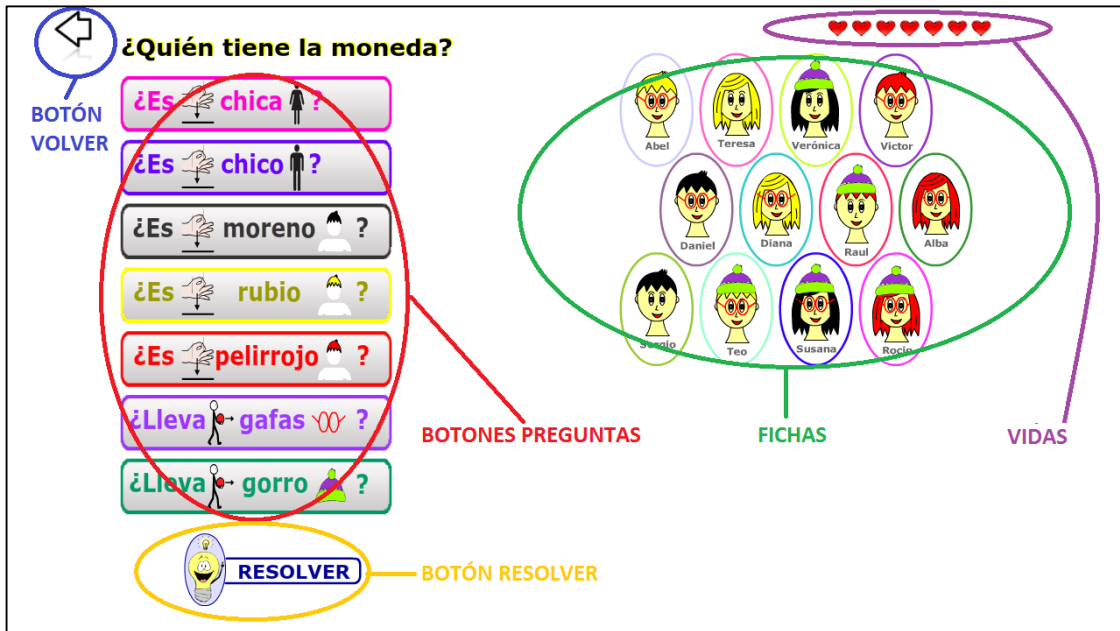 ¿Quién tiene la moneda?
BOTÓN
VOLVER
¿Es chica ?
¿Es chico ?
¿Es moreno ?
¿Es rubio ?
¿Es pelirrojo ?
¿Lleva gafas ?
¿Lleva gorro ?
RESOLVER
BOTÓN RESOLVER
BOTONES PREGUNTAS
Abel
Teresa
Verónica
Victor
Daniel
Diana
Raul
Alba
Sergio
Teo
Susana
Rocio
FICHAS
VIDAS